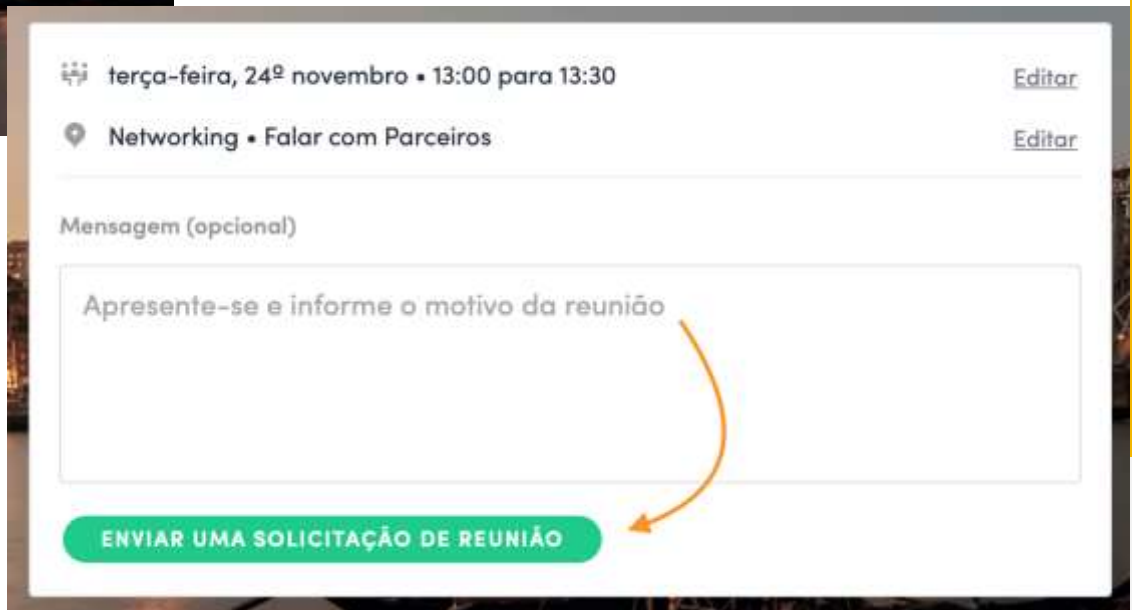 terça-feira, 24º novembro • 13:00 para 13:30 Editar
Networking • Falar com Parceiros Editar
Mensagem (opcional)
Apresente-se e informe o motivo da reunião
ENVIAR UMA SOLICITAÇÃO DE REUNIÃO